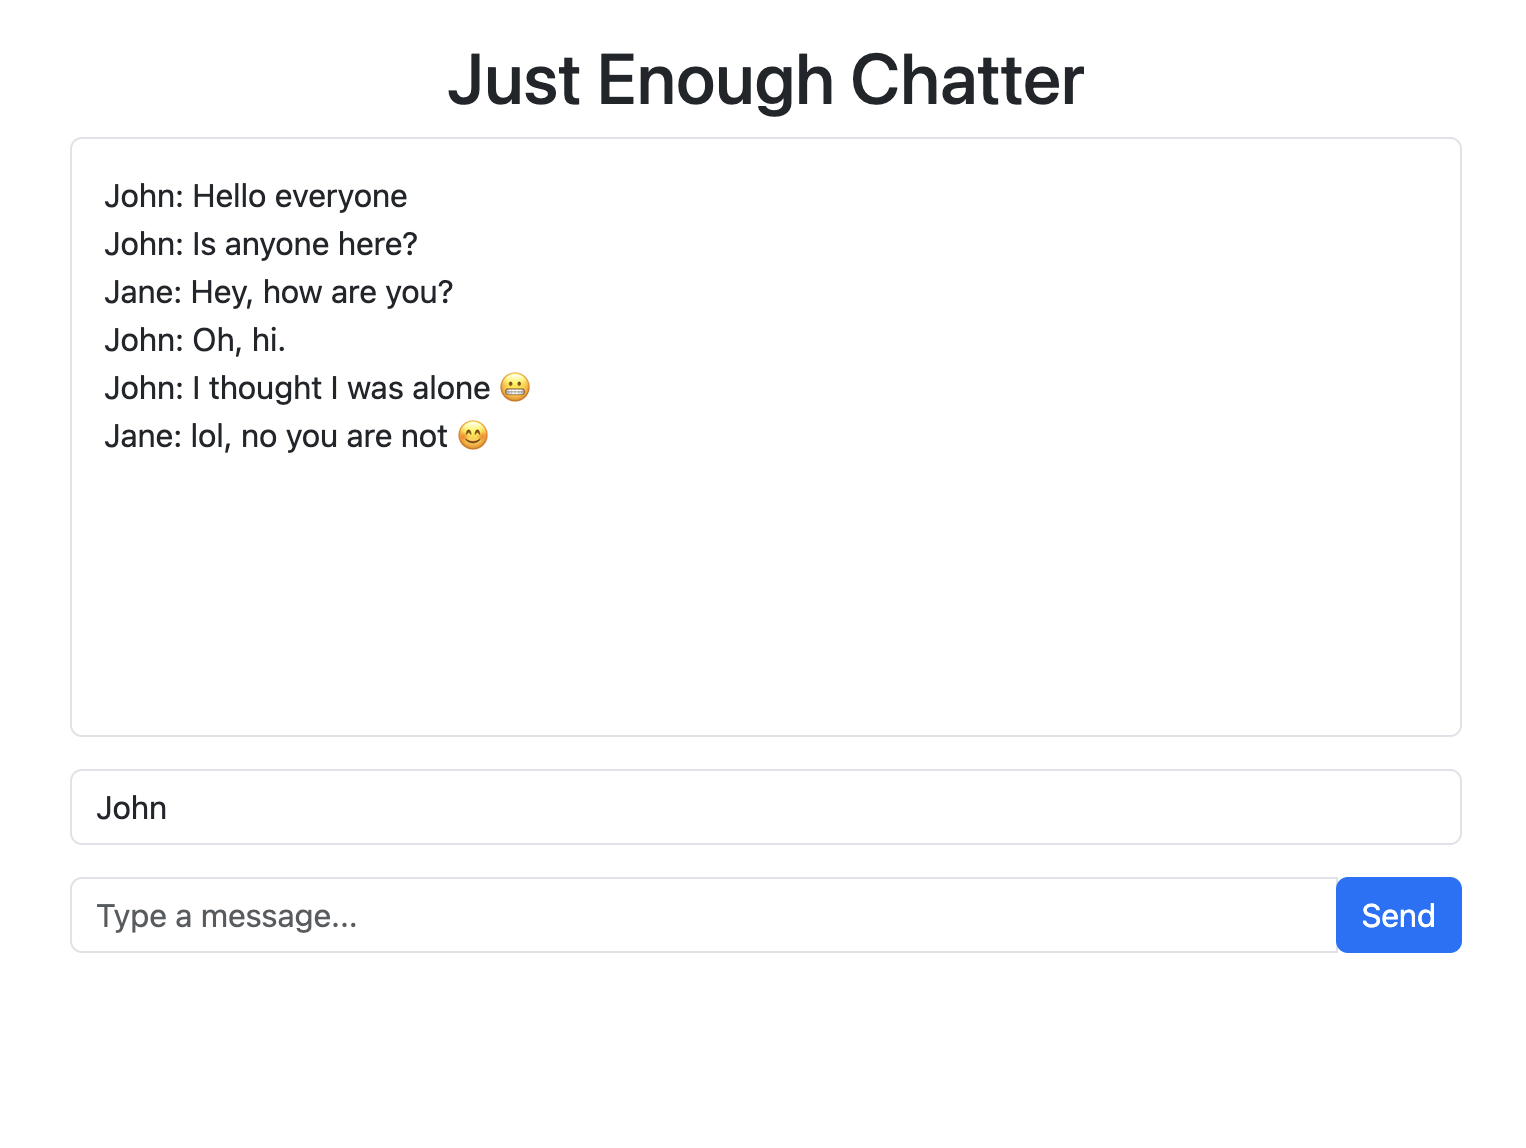 Just Enough Chatter
John: Hello everyone
John: Is anyone here?
Jane: Hey, how are you?
John: Oh, hi.
John: I thought I was alone 😬
Jane: lol, no you are not 😊
John
Type a message...
Send